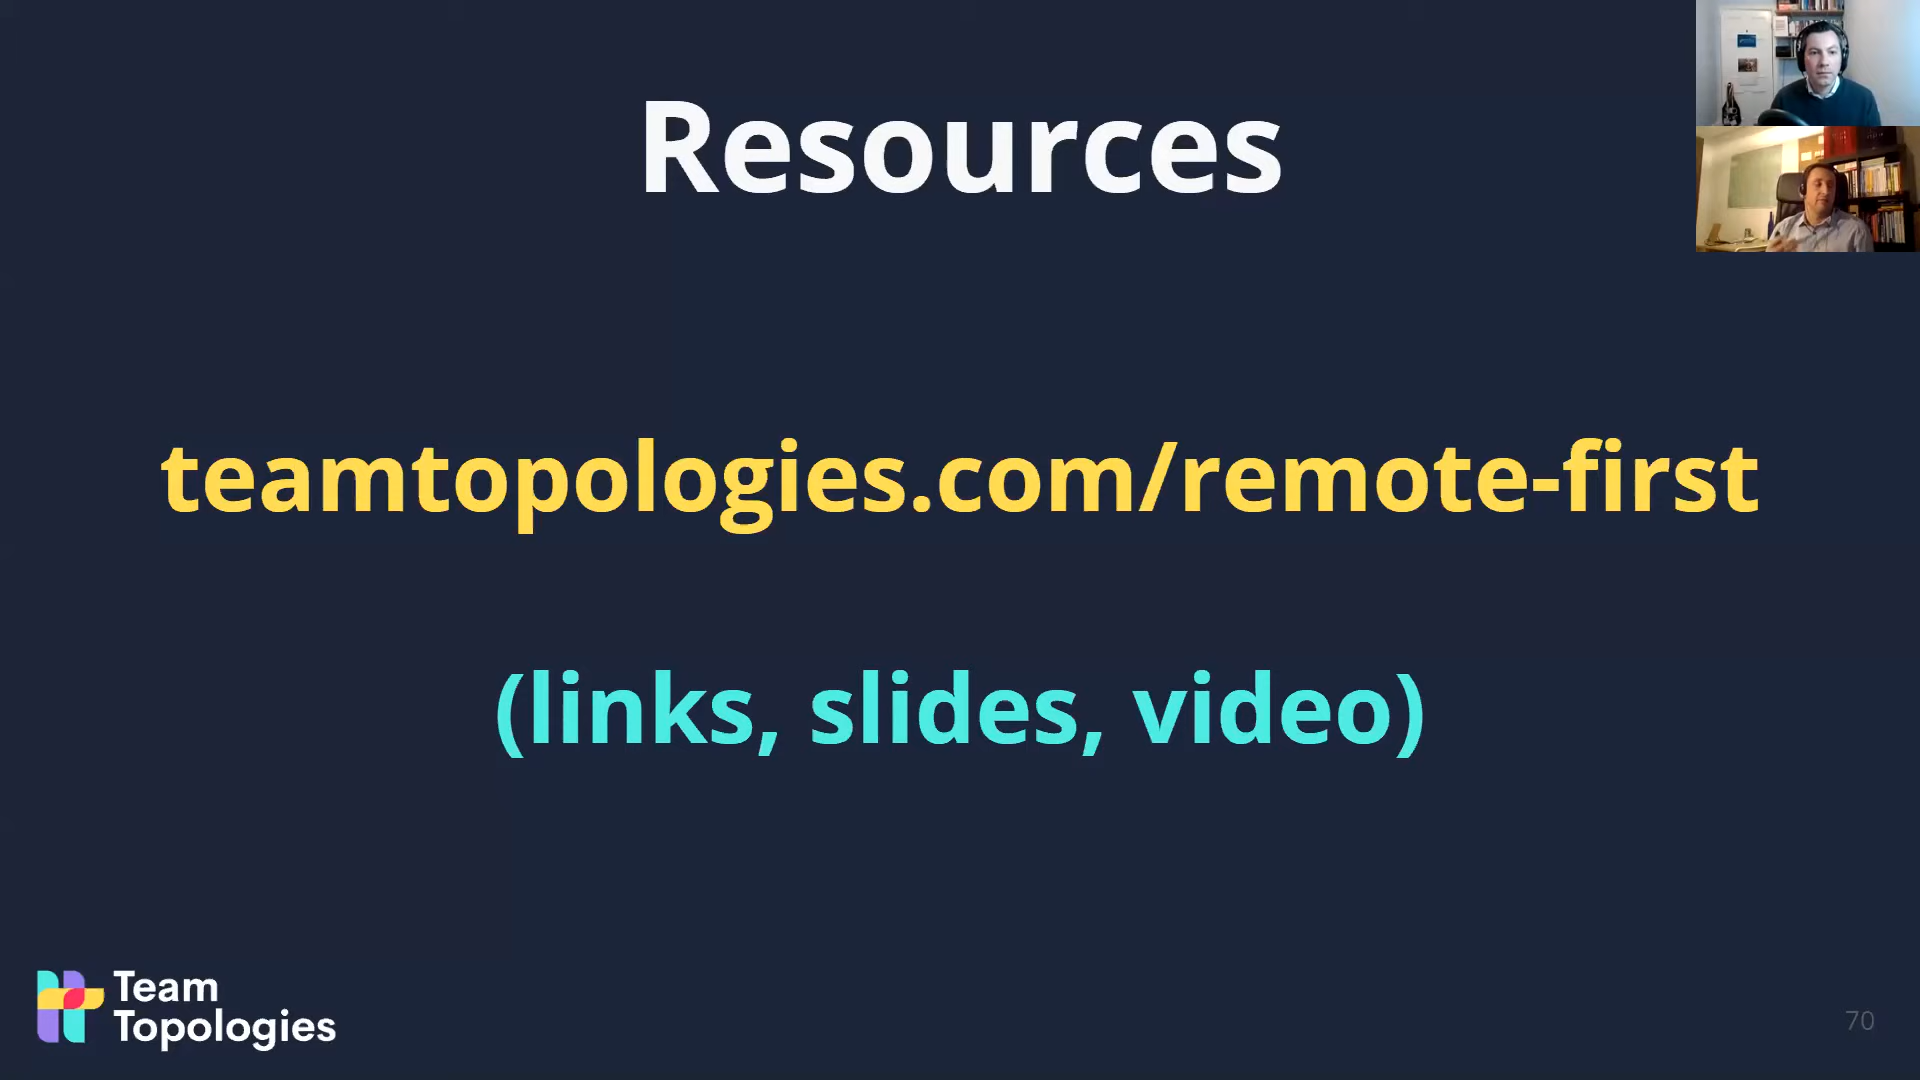 Resources
teamtopologies.com/remote-first
(links, slides, video)
Team
Topologies
70